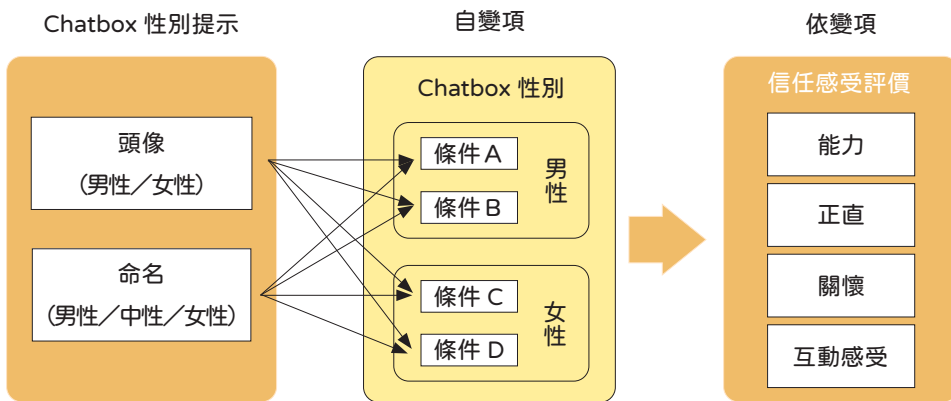 Chatbox 性別提示
頭像
（男性／女性）
命名
（男性／中性／女性）
自變項
Chatbox 性別
條件 A
條件 B
男性
條件 C
條件 D
女性
依變項
信任感受評價
能力
正直
關懷
互動感受